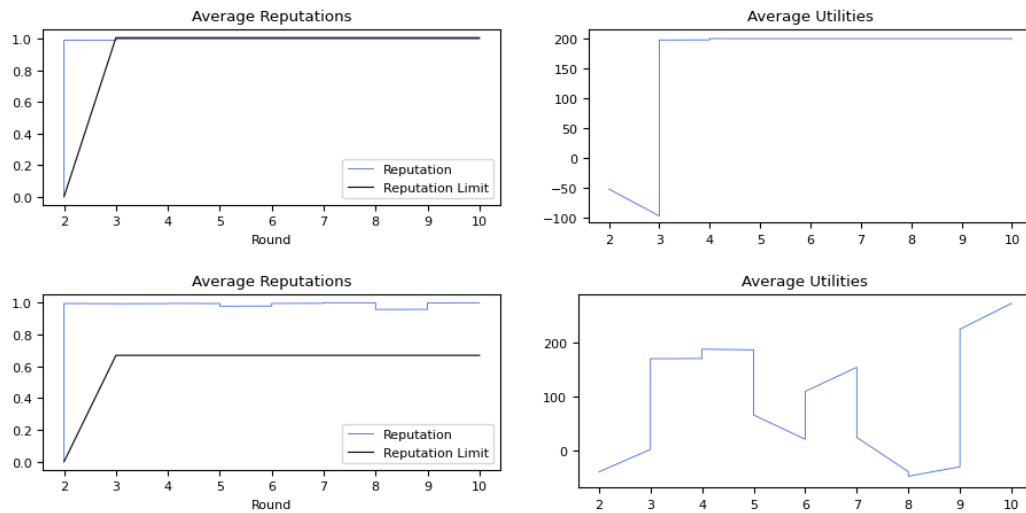 Average Reputations
1.0
0.8
0.6
0.4
0.2
0.0
Reputation
Reputation Limit
2 3 4 5 6 7 8 9 10
Round
Average Utilities
200
150
100
50
0
−50
−100
2 3 4 5 6 7 8 9 10
Average Reputations
1.0
0.8
0.6
0.4
0.2
0.0
Reputation
Reputation Limit
2 3 4 5 6 7 8 9 10
Round
Average Utilities
200
100
0
2 3 4 5 6 7 8 9 10